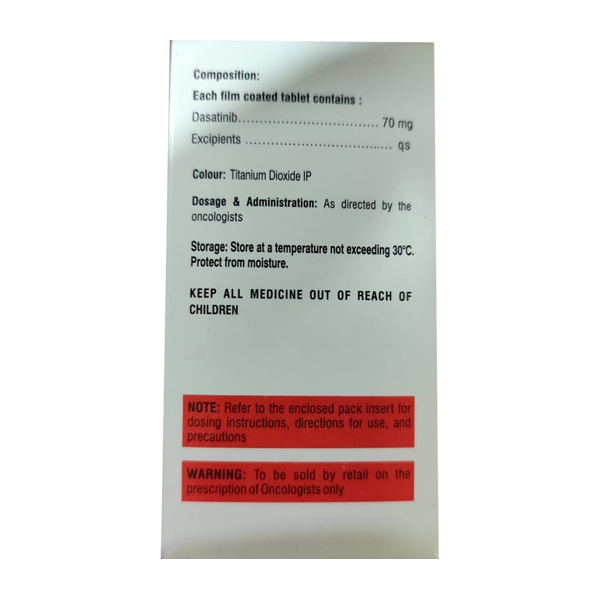 Composition:
Each film coated tablet contains :
Dasatinib................................ 70 mg
Excipients .................................. qs
Colour: Titanium Dioxide IP
Dosage & Administration: As directed by the
oncologists
Storage: Store at a temperature not exceeding 30°C.
Protect from moisture.
KEEP ALL MEDICINE OUT OF REACH OF
CHILDREN
NOTE: Refer to the enclosed pack insert for
dosing instructions, directions for use, and
precautions
WARNING: To be sold by retail on the
prescription of Oncologists only